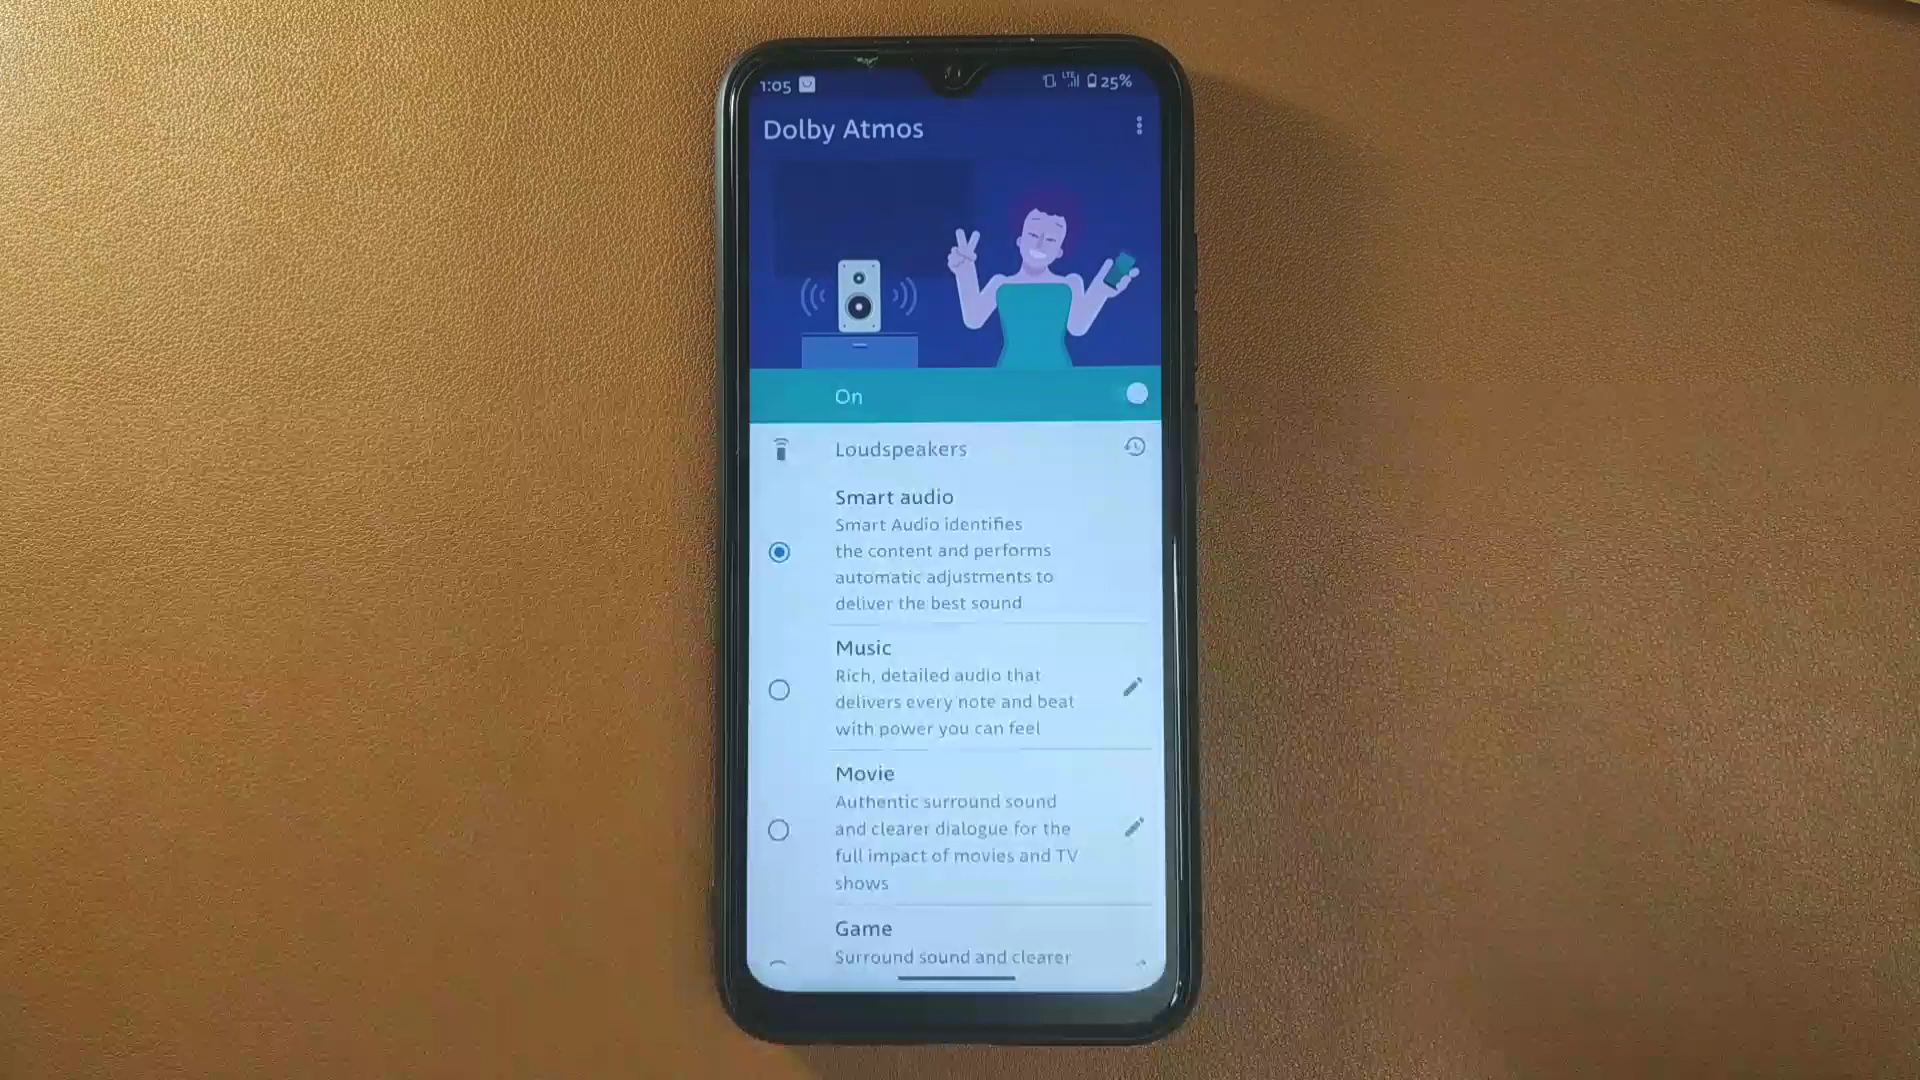 1:05 LTE 25%
Dolby Atmos
On
Loudspeakers
Smart audio
Smart Audio identifies
the content and performs
automatic adjustments to
deliver the best sound
Music
Rich, detailed audio that
delivers every note and beat
with power you can feel
Movie
Authentic surround sound
and clearer dialogue for the
full impact of movies and TV
shows
Game
Surround sound and clearer